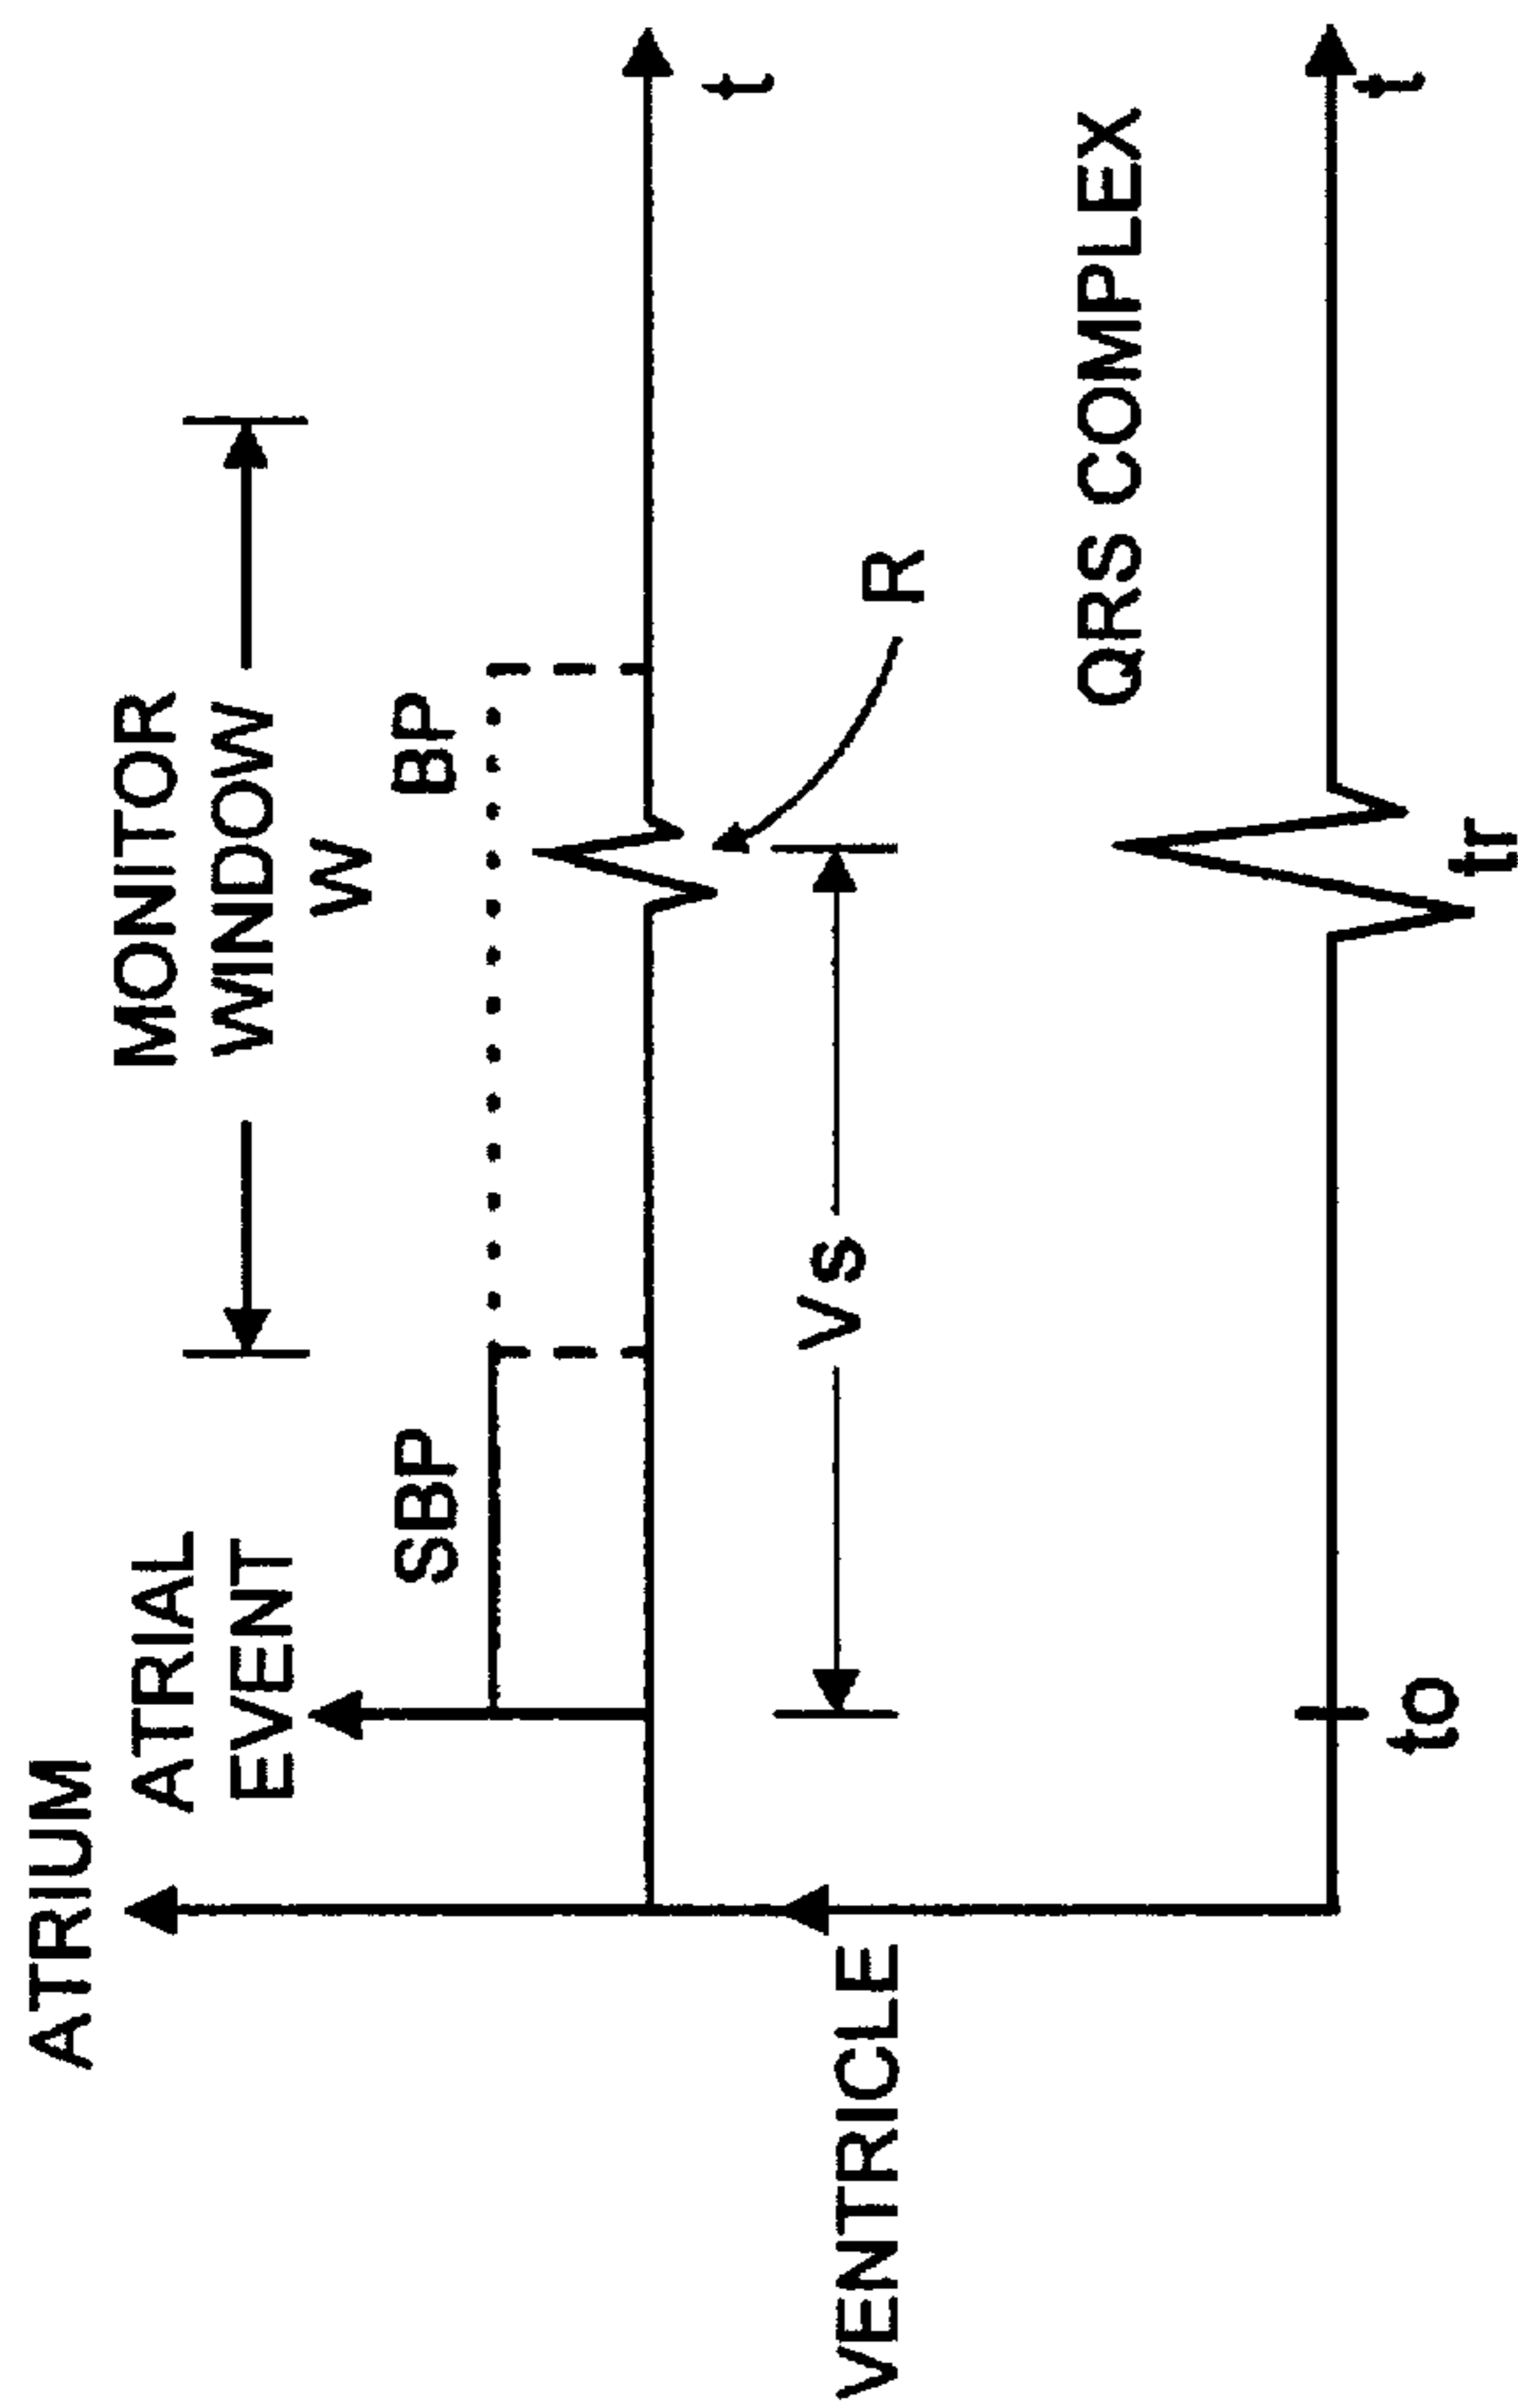 ATRIUM
ATRIAL
EVENT
MONITOR
WINDOW
W
SBP
BP
t
R
Vs
VENTRICLE
QRS COMPLEX
t
to
tr